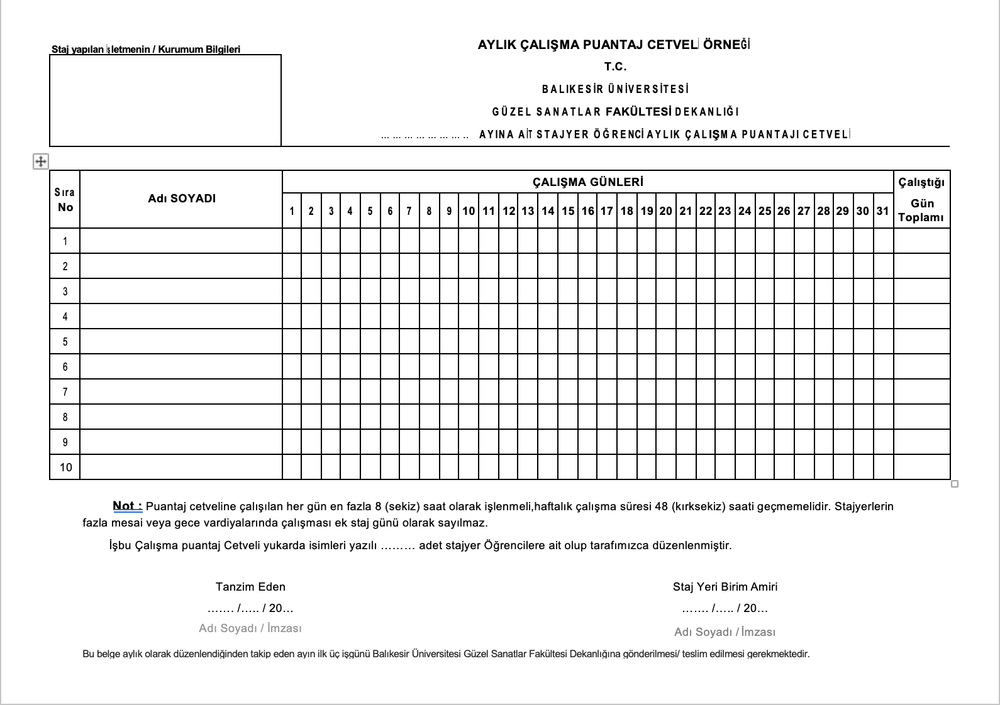 Staj yapılan işletmenin / Kurumum Bilgileri
AYLIK ÇALIŞMA PUANTAJ CETVELİ ÖRNEĞİ
T.C.
BALIKESİR ÜNİVERSİTESİ
GÜZEL SANATLAR FAKÜLTESİ DEKANLIĞI
… … … … … … … .. AYINA AİT STAJYER ÖĞRENCİ AYLIK ÇALIŞMA PUANTAJI CETVELİ
Sıra No
Adı SOYADI
ÇALIŞMA GÜNLERİ
Çalıştığı
Gün
Toplamı
1 2 3 4 5 6 7 8 9 10 11 12 13 14 15 16 17 18 19 20 21 22 23 24 25 26 27 28 29 30 31
1
2
3
4
5
6
7
8
9
10
Not : Puantaj cetveline çalışılan her gün en fazla 8 (sekiz) saat olarak işlenmeli,haftalık çalışma süresi 48 (kırksekiz) saati geçmemelidir. Stajyerlerin
fazla mesai veya gece vardiyalarında çalışması ek staj günü olarak sayılmaz.
İşbu Çalışma puantaj Cetveli yukarda isimleri yazılı ……… adet stajyer Öğrencilere ait olup tarafımızca düzenlenmiştir.
Tanzim Eden
Staj Yeri Birim Amiri
……. /….. / 20…
……. /….. / 20…
Adı Soyadı / İmzası
Adı Soyadı / İmzası
Bu belge aylık olarak düzenlendiğinden takip eden ayın ilk üç işgünü Balıkesir Üniversitesi Güzel Sanatlar Fakültesi Dekanlığına gönderilmesi/ teslim edilmesi gerekmektedir.